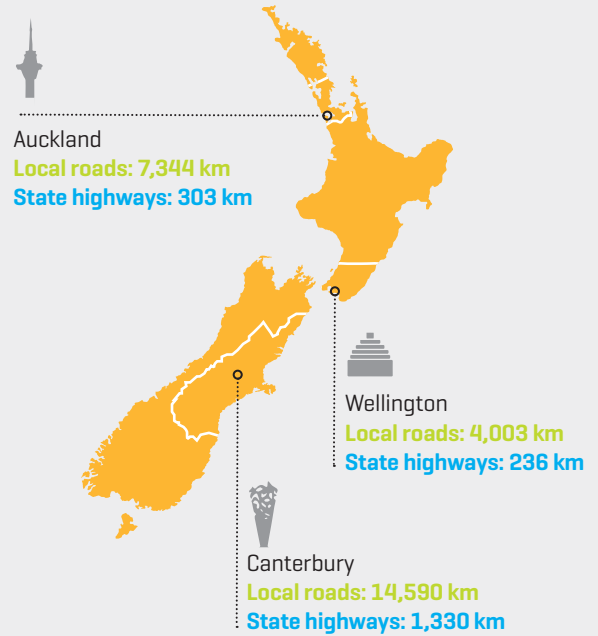 Auckland
Local roads: 7,344 km
State highways: 303 km
Wellington
Local roads: 4,003 km
State highways: 236 km
Canterbury
Local roads: 14,590 km
State highways: 1,330 km